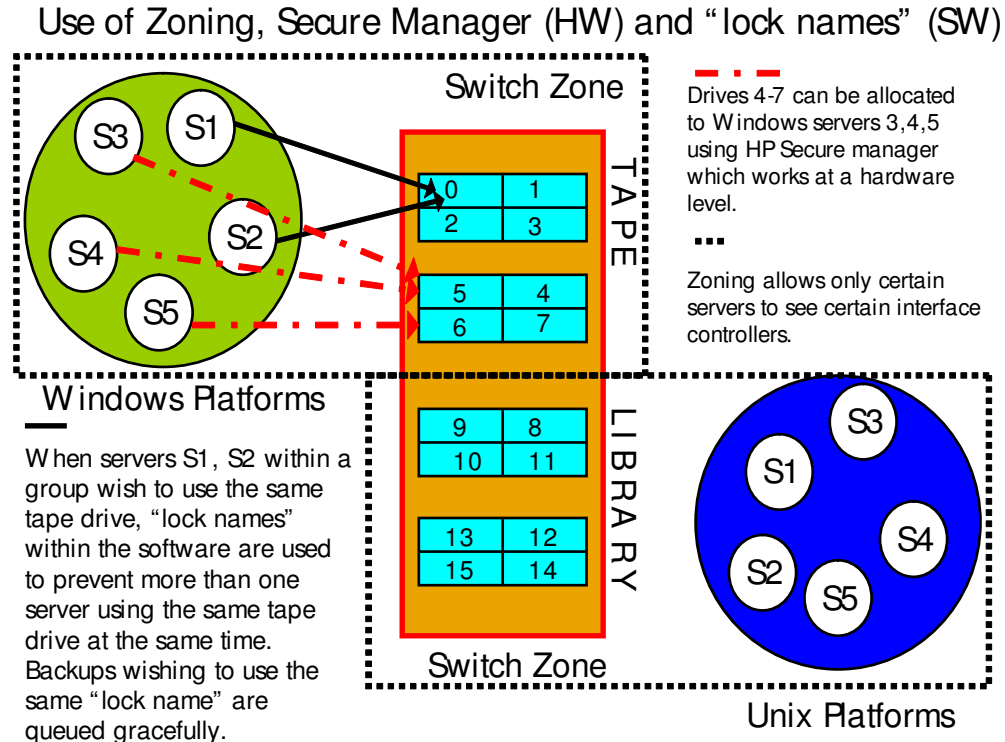 Use of Zoning, Secure Manager (HW) and “lock names” (SW)
Switch Zone
S3
S1
S2
S4
S5
Windows Platforms
0 1
2 3
5 4
6 7
TAPE
9 8
10 11
13 12
15 14
LIBRARY
Drives 4-7 can be allocated
to Windows servers 3,4,5
using HP Secure manager
which works at a hardware
level.
Zoning allows only certain
servers to see certain interface
controllers.
When servers S1, S2 within a
group wish to use the same
tape drive, “lock names”
within the software are used
to prevent more than one
server using the same tape
drive at the same time.
Backups wishing to use the
same “lock name” are
queued gracefully.
S3
S1
S4
S2
S5
Switch Zone
Unix Platforms